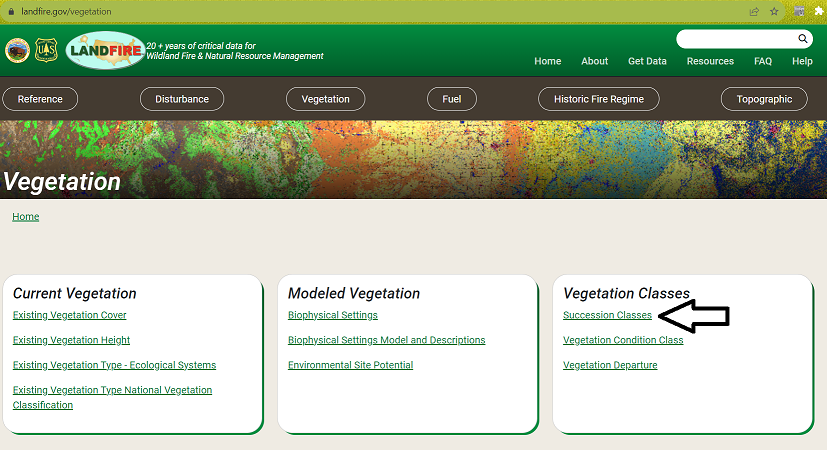 landfire.gov/vegetation
LANDFIRE
20 + years of critical data for
Wildland Fire & Natural Resource Management
Home About Get Data Resources FAQ Help
Reference Disturbance Vegetation Fuel Historic Fire Regime Topographic
Vegetation
Home
Current Vegetation
Existing Vegetation Cover
Existing Vegetation Height
Existing Vegetation Type - Ecological Systems
Existing Vegetation Type National Vegetation
Classification
Modeled Vegetation
Biophysical Settings
Biophysical Settings Model and Descriptions
Environmental Site Potential
Vegetation Classes
Succession Classes
Vegetation Condition Class
Vegetation Departure